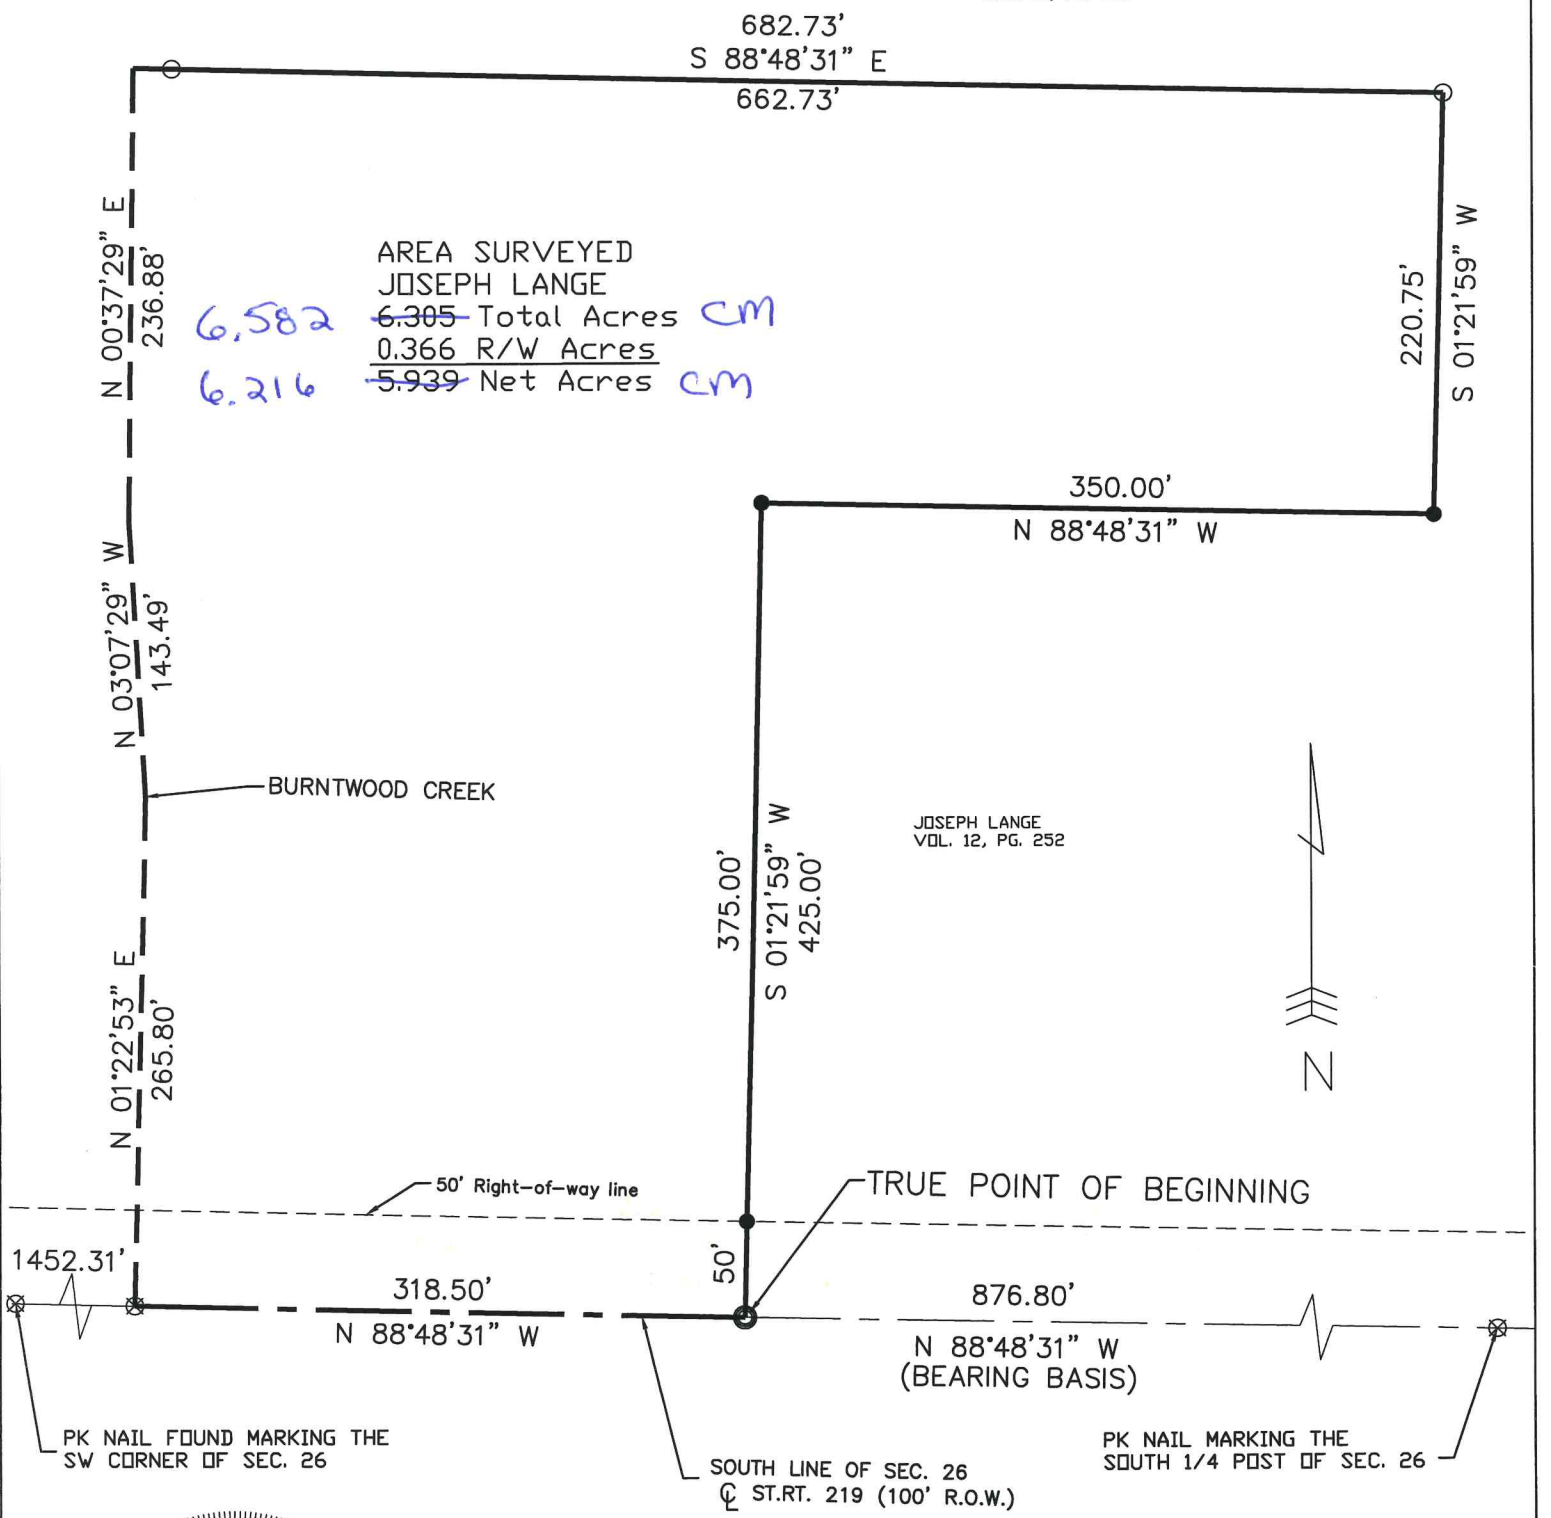 682.73'
S 88°48'31" E
662.73'
N 00°37'29" E
236.88'
AREA SURVEYED
JOSEPH LANGE
6.582 6.305 Total Acres CM
0.366 R/W Acres
6.216 5.939 Net Acres CM
220.75'
S 01°21'59" W
350.00'
N 88°48'31" W
N 03°07'29" W
143.49'
BURNTWOOD CREEK
JOSEPH LANGE
VOL. 12, PG. 252
375.00'
S 01°21'59" W
425.00'
N 01°22'53" E
265.80'
N
50' Right-of-way line
TRUE POINT OF BEGINNING
1452.31'
50'
318.50'
N 88°48'31" W
876.80'
N 88°48'31" W
(BEARING BASIS)
PK NAIL FOUND MARKING THE
SW CORNER OF SEC. 26
SOUTH LINE OF SEC. 26
℄ ST.RT. 219 (100' R.O.W.)
PK NAIL MARKING THE
SOUTH 1/4 POST OF SEC. 26